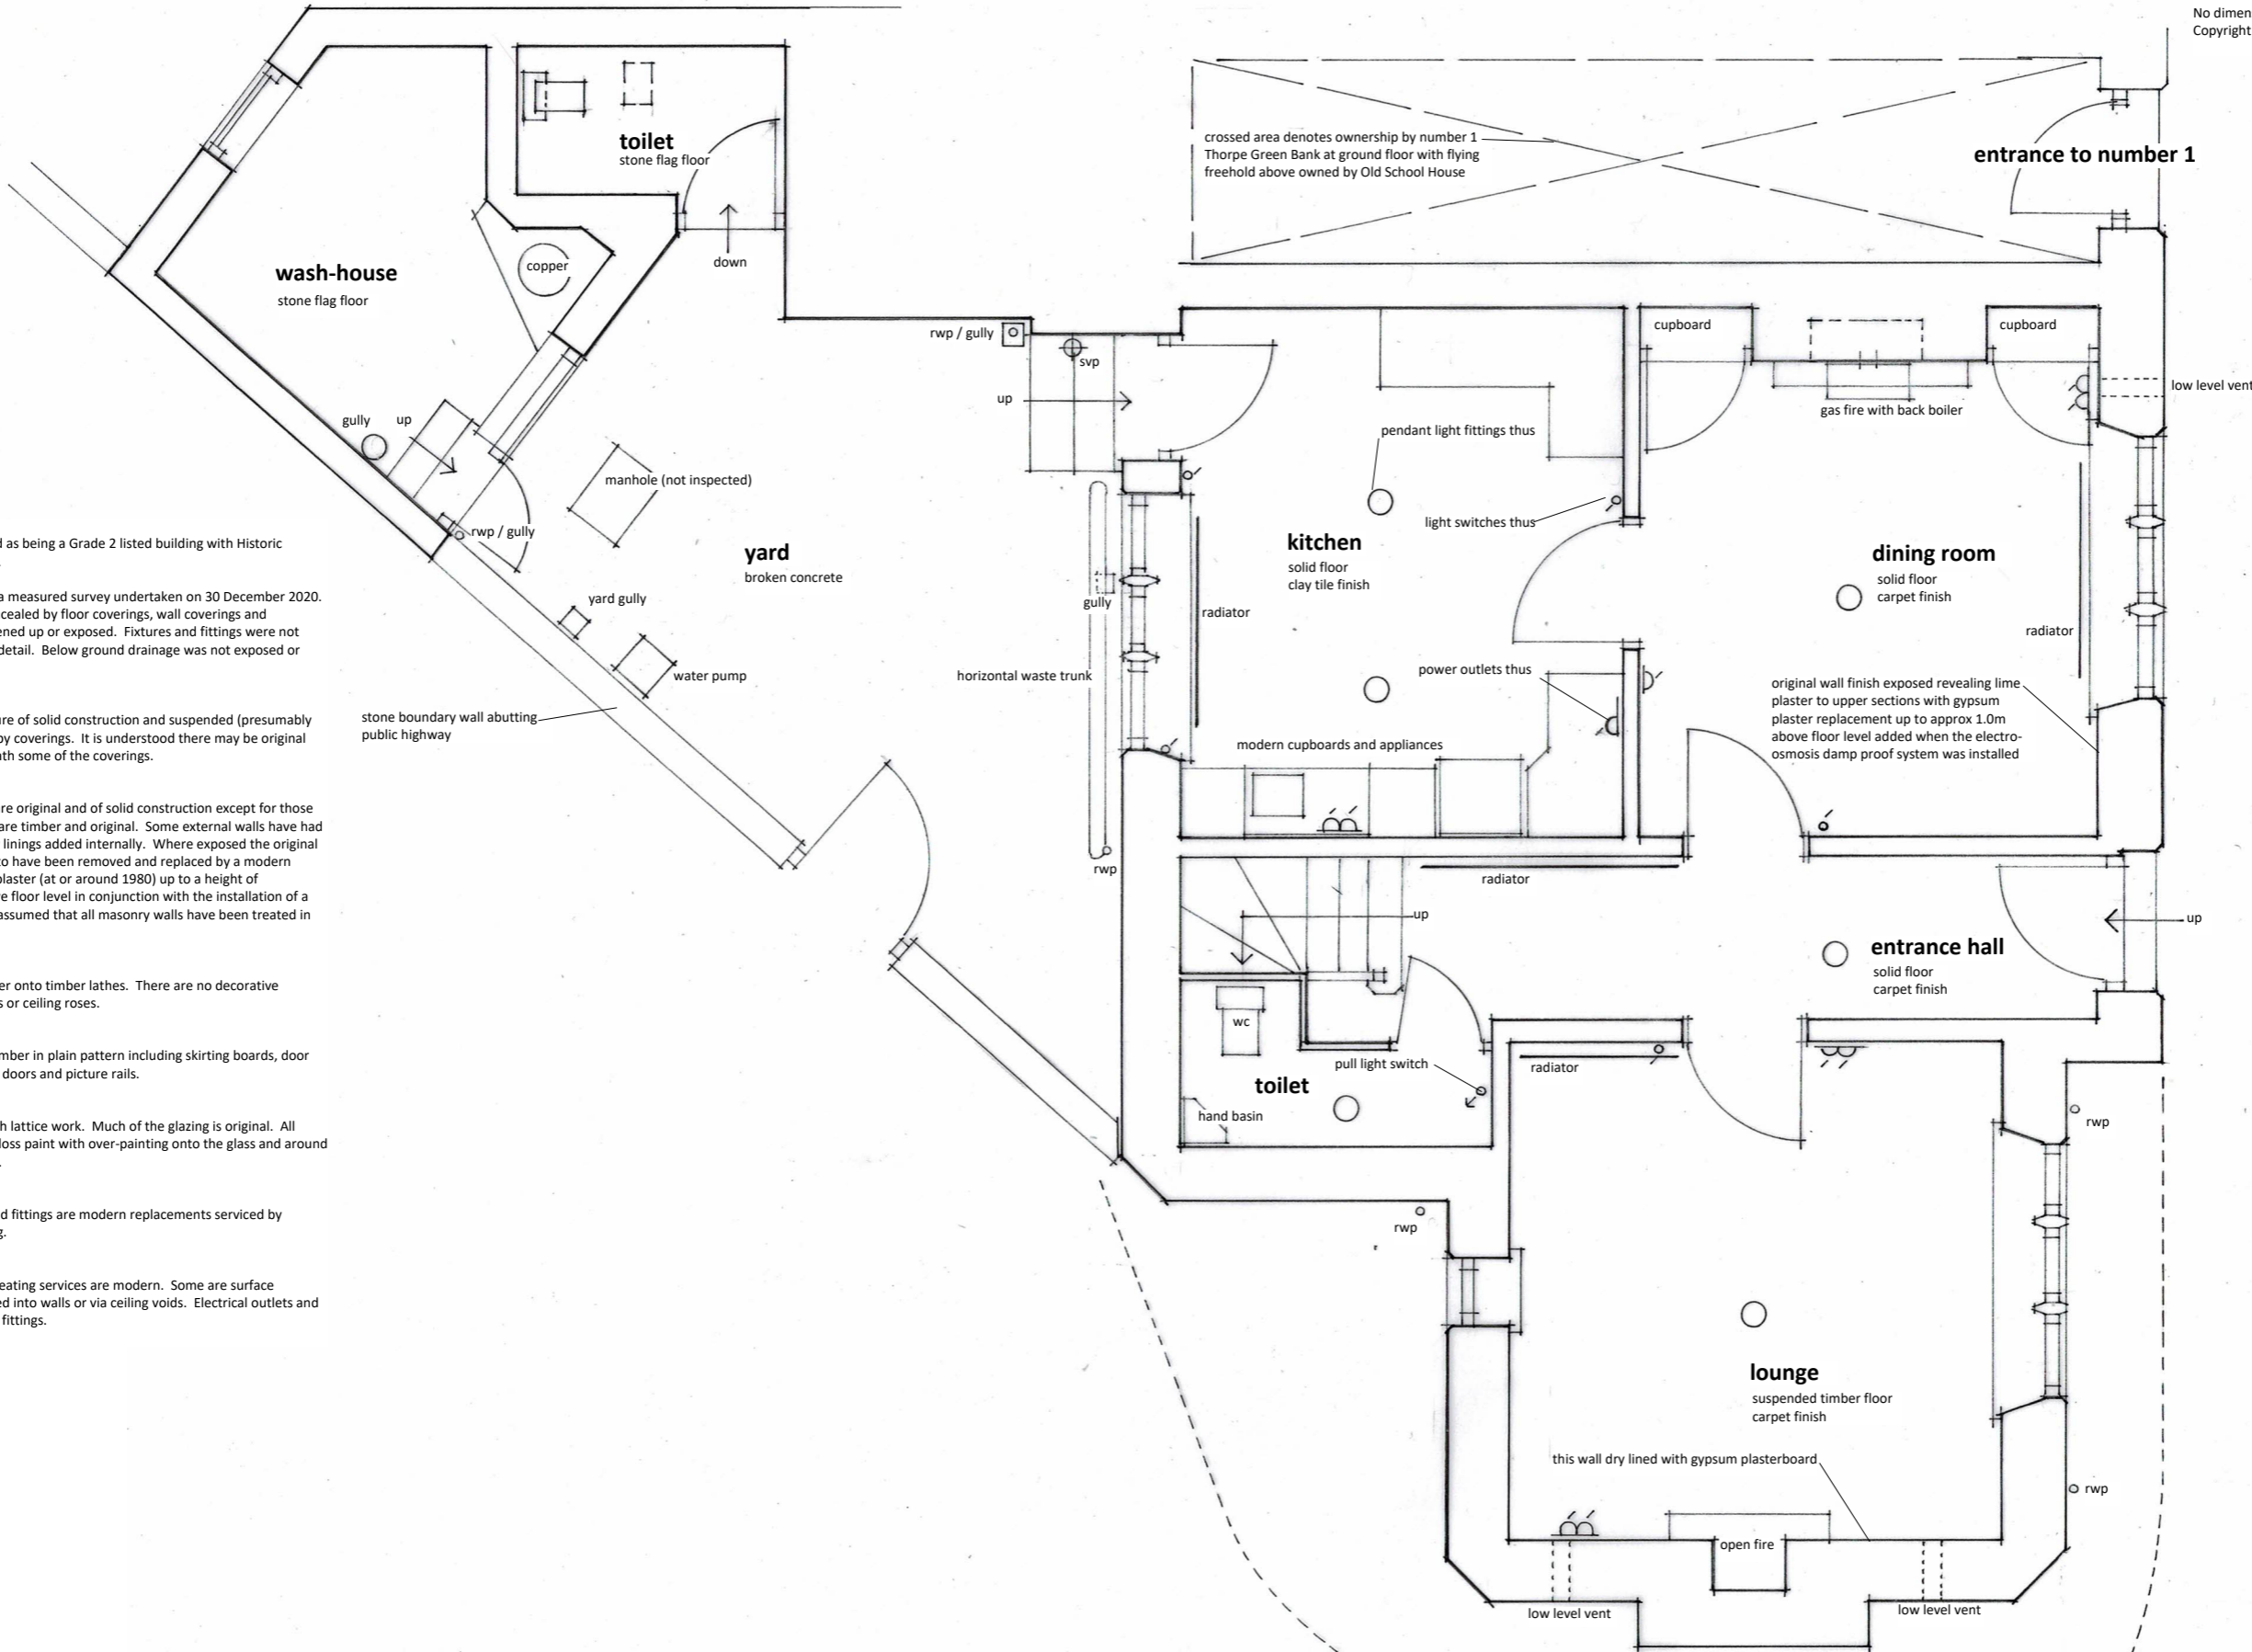 No dimen
Copyright
toilet
stone flag floor
crossed area denotes ownership by number 1
Thorpe Green Bank at ground floor with flying
freehold above owned by Old School House
entrance to number 1
wash-house
stone flag floor
copper
down
rwp / gully
svp
up
cupboard
cupboard
low level vent
gas fire with back boiler
gully
up
pendant light fittings thus
manhole (not inspected)
light switches thus
rwp / gully
yard
broken concrete
kitchen
solid floor
clay tile finish
dining room
solid floor
carpet finish
yard gully
gully
radiator
radiator
water pump
horizontal waste trunk
power outlets thus
original wall finish exposed revealing lime
plaster to upper sections with gypsum
plaster replacement up to approx 1.0m
above floor level added when the electro-
osmosis damp proof system was installed
stone boundary wall abutting
public highway
modern cupboards and appliances
rwp
radiator
up
up
entrance hall
solid floor
carpet finish
wc
pull light switch
radiator
toilet
hand basin
rwp
rwp
lounge
suspended timber floor
carpet finish
this wall dry lined with gypsum plasterboard
rwp
open fire
low level vent
low level vent
d as being a Grade 2 listed building with Historic
.
a measured survey undertaken on 30 December 2020.
cealed by floor coverings, wall coverings and
ened up or exposed. Fixtures and fittings were not
detail. Below ground drainage was not exposed or
ure of solid construction and suspended (presumably
by coverings. It is understood there may be original
ath some of the coverings.
are original and of solid construction except for those
are timber and original. Some external walls have had
linings added internally. Where exposed the original
to have been removed and replaced by a modern
plaster (at or around 1980) up to a height of
ve floor level in conjunction with the installation of a
assumed that all masonry walls have been treated in
er onto timber lathes. There are no decorative
s or ceiling roses.
mber in plain pattern including skirting boards, door
doors and picture rails.
th lattice work. Much of the glazing is original. All
loss paint with over-painting onto the glass and around
.
d fittings are modern replacements serviced by
g.
eating services are modern. Some are surface
ed into walls or via ceiling voids. Electrical outlets and
fittings.